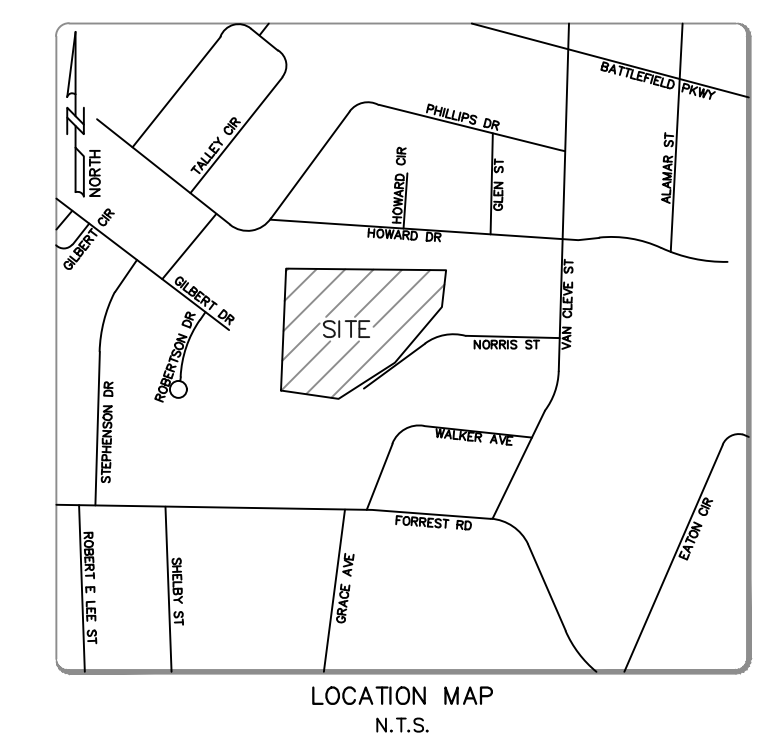 BATTLEFIELD PKWY
PHILLIPS DR
TALLEY CIR
NORTH
HOWARD CIR
GLEN ST
ALAMAR ST
HOWARD DR
GILBERT CIR
GILBERT DR
VAN CLEVE ST
SITE
NORRIS ST
ROBERTSON DR
STEPHENSON DR
WALKER AVE
FORREST RD
EATON CIR
ROBERT E LEE ST
SHELBY ST
GRACE AVE
LOCATION MAP
N.T.S.